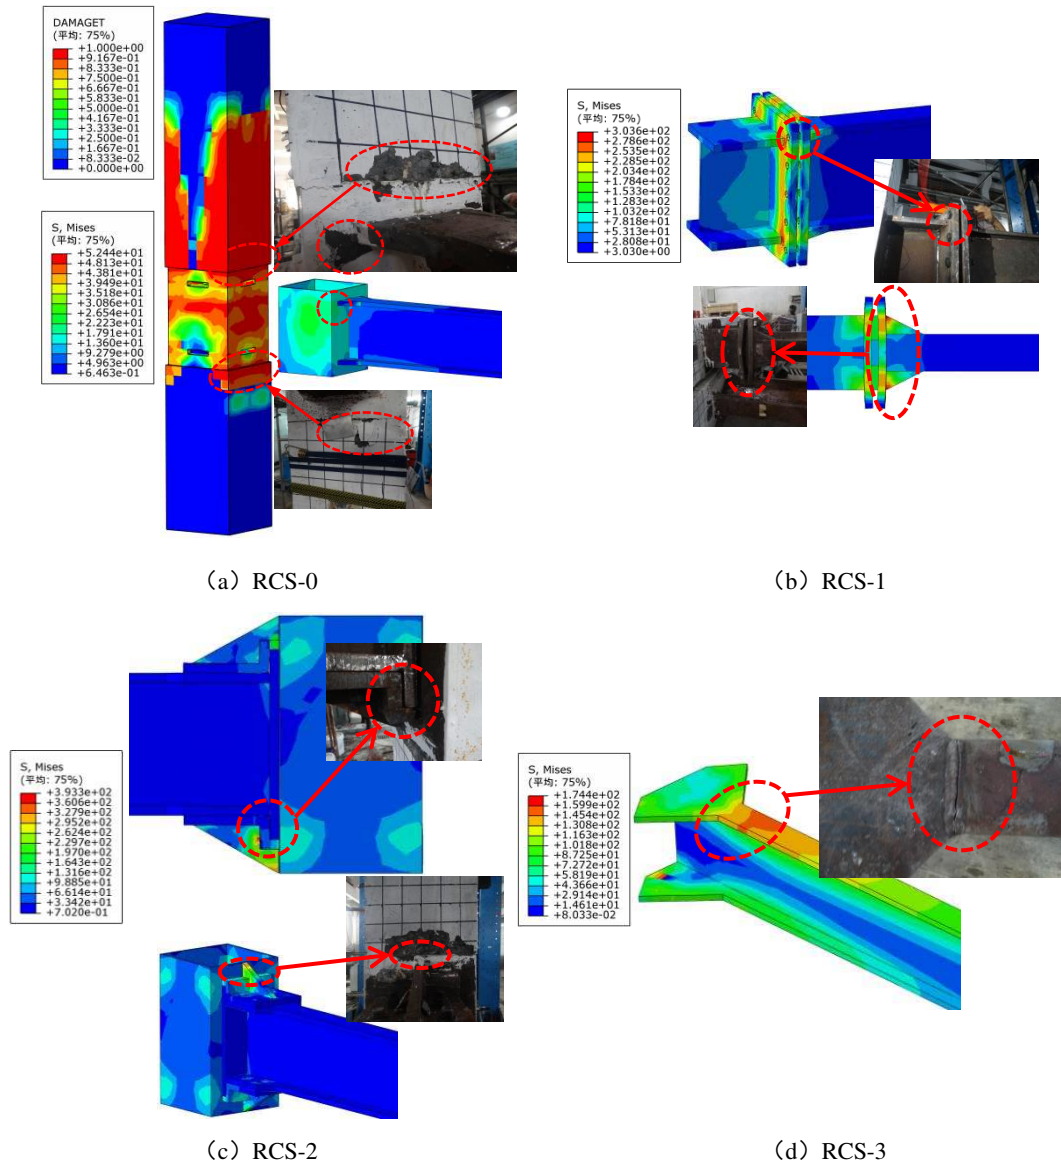 DAMAGET
(平均: 75%)
+1.000e+00
+9.167e-01
+8.333e-01
+7.500e-01
+6.667e-01
+5.833e-01
+5.000e-01
+4.167e-01
+3.333e-01
+2.500e-01
+1.667e-01
+8.333e-02
+0.000e+00
S, Mises
(平均: 75%)
+5.244e+01
+4.813e+01
+4.381e+01
+3.949e+01
+3.518e+01
+3.086e+01
+2.654e+01
+2.223e+01
+1.791e+01
+1.360e+01
+9.279e+00
+4.963e+00
+6.463e-01
S, Mises
(平均: 75%)
+3.036e+02
+2.786e+02
+2.535e+02
+2.285e+02
+2.034e+02
+1.784e+02
+1.533e+02
+1.283e+02
+1.032e+02
+7.818e+01
+5.313e+01
+2.808e+01
+3.030e+00
（a）RCS-0
（b）RCS-1
S, Mises
(平均: 75%)
+3.933e+02
+3.606e+02
+3.279e+02
+2.952e+02
+2.624e+02
+2.297e+02
+1.970e+02
+1.643e+02
+1.316e+02
+9.885e+01
+6.614e+01
+3.342e+01
+7.020e-01
S, Mises
(平均: 75%)
+1.744e+02
+1.599e+02
+1.454e+02
+1.308e+02
+1.163e+02
+1.018e+02
+8.725e+01
+7.272e+01
+5.819e+01
+4.366e+01
+2.914e+01
+1.461e+01
+8.033e-02
（c）RCS-2
（d）RCS-3